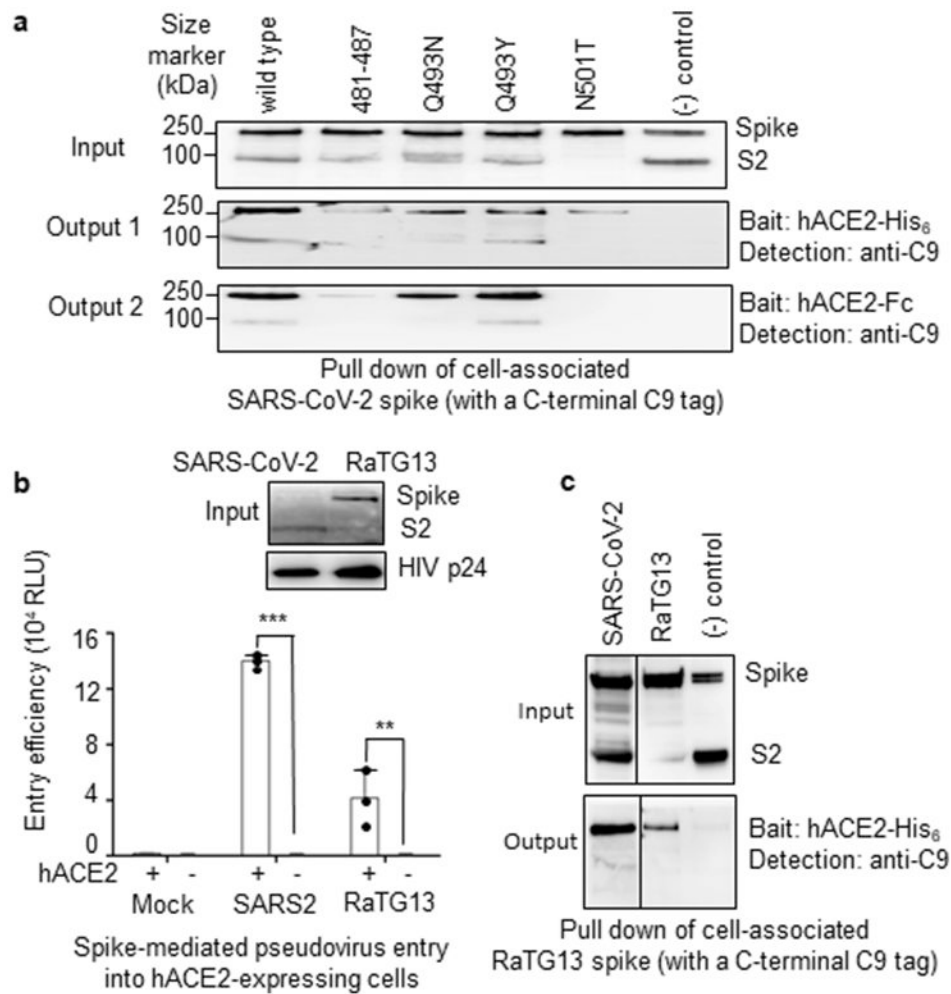 a
Size
marker
(kDa)
wild type
481-487
Q493N
Q493Y
N501T
(-) control
Input
250
100
Spike
S2
Output 1
250
100
Bait: hACE2-His₆
Detection: anti-C9
Output 2
250
100
Bait: hACE2-Fc
Detection: anti-C9
Pull down of cell-associated
SARS-CoV-2 spike (with a C-terminal C9 tag)
b
SARS-CoV-2 RaTG13
Input
Spike
S2
HIV p24
Entry efficiency (10⁴ RLU)
16
12
8
4
0
***
**
hACE2 + - + - + -
Mock SARS2 RaTG13
Spike-mediated pseudovirus entry
into hACE2-expressing cells
c
SARS-CoV-2
RaTG13
(-) control
Input
Spike
S2
Output
Bait: hACE2-His₆
Detection: anti-C9
Pull down of cell-associated
RaTG13 spike (with a C-terminal C9 tag)